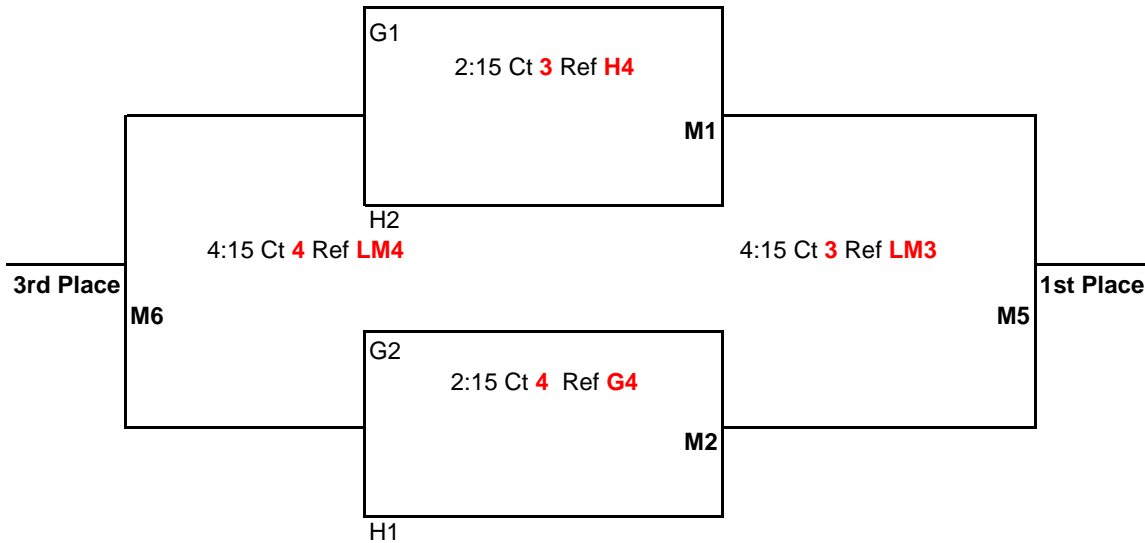 G1
2:15 Ct 3 Ref H4
M1
H2
4:15 Ct 4 Ref LM4
4:15 Ct 3 Ref LM3
3rd Place
1st Place
M6
M5
G2
2:15 Ct 4 Ref G4
M2
H1